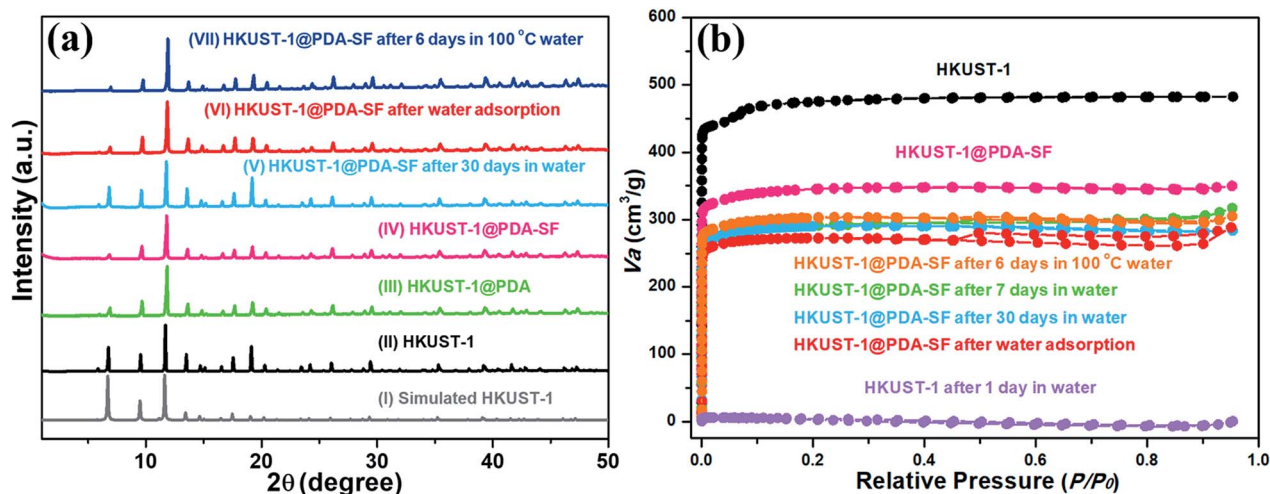 (a)
(VII) HKUST-1@PDA-SF after 6 days in 100 °C water
(VI) HKUST-1@PDA-SF after water adsorption
(V) HKUST-1@PDA-SF after 30 days in water
(IV) HKUST-1@PDA-SF
(III) HKUST-1@PDA
(II) HKUST-1
(I) Simulated HKUST-1
Intensity (a.u.)
10 20 30 40 50
2θ (degree)
(b)
600
500
400
300
200
100
0
Va (cm³/g)
HKUST-1
HKUST-1@PDA-SF
HKUST-1@PDA-SF after 6 days in 100 °C water
HKUST-1@PDA-SF after 7 days in water
HKUST-1@PDA-SF after 30 days in water
HKUST-1@PDA-SF after water adsorption
HKUST-1 after 1 day in water
0.0 0.2 0.4 0.6 0.8 1.0
Relative Pressure (P/P₀)